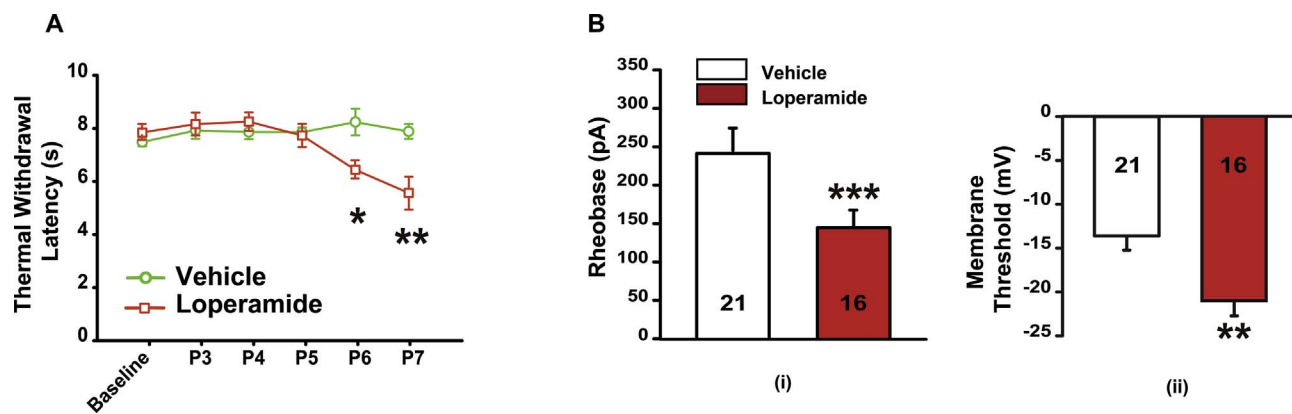 A
Thermal Withdrawal
Latency (s)
10
8
6
4
2
0
*
**
Vehicle
Loperamide
Baseline
P3
P4
P5
P6
P7
B
Rheobase (pA)
350
300
250
200
150
100
50
0
Vehicle
Loperamide
***
21
16
(i)
Membrane
Threshold (mV)
0
-5
-10
-15
-20
-25
21
16
**
(ii)